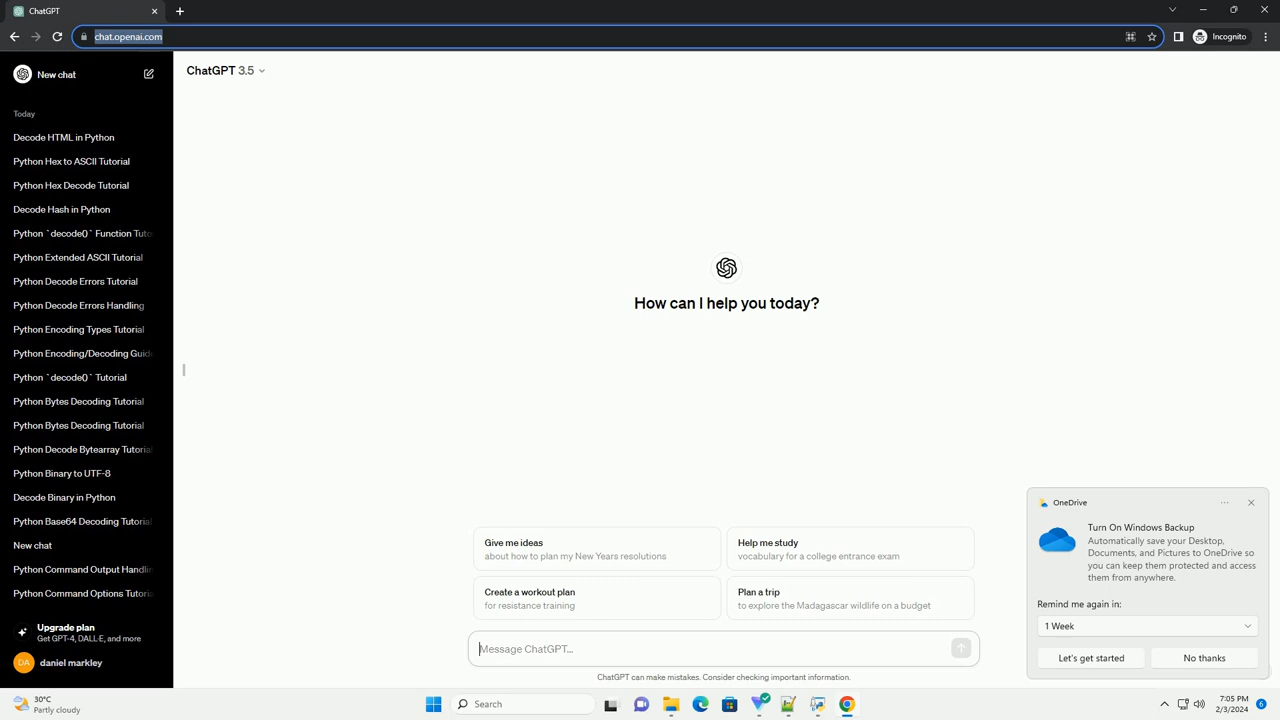 ChatGPT
chat.openai.com
Incognito
New chat
Today
Decode HTML in Python
Python Hex to ASCII Tutorial
Python Hex Decode Tutorial
Decode Hash in Python
Python `decode()` Function Tuto
Python Extended ASCII Tutorial
Python Decode Errors Tutorial
Python Decode Errors Handling
Python Encoding Types Tutorial
Python Encoding/Decoding Guide
Python `decode()` Tutorial
Python Bytes Decoding Tutorial
Python Bytes Decoding Tutorial
Python Decode Bytearray Tutorial
Python Binary to UTF-8
Decode Binary in Python
Python Base64 Decoding Tutorial
New chat
Python Command Output Handlin
Python Command Options Tutoria
Upgrade plan
Get GPT-4, DALL·E, and more
DA
daniel markley
ChatGPT 3.5
How can I help you today?
Give me ideas
about how to plan my New Years resolutions
Help me study
vocabulary for a college entrance exam
Create a workout plan
for resistance training
Plan a trip
to explore the Madagascar wildlife on a budget
Message ChatGPT...
ChatGPT can make mistakes. Consider checking important information.
OneDrive
Turn On Windows Backup
Automatically save your Desktop,
Documents, and Pictures to OneDrive so
you can keep them protected and access
them from anywhere.
Remind me again in:
1 Week
Let's get started
No thanks
30°C
Partly cloudy
Search
7:05 PM
2/3/2024
6